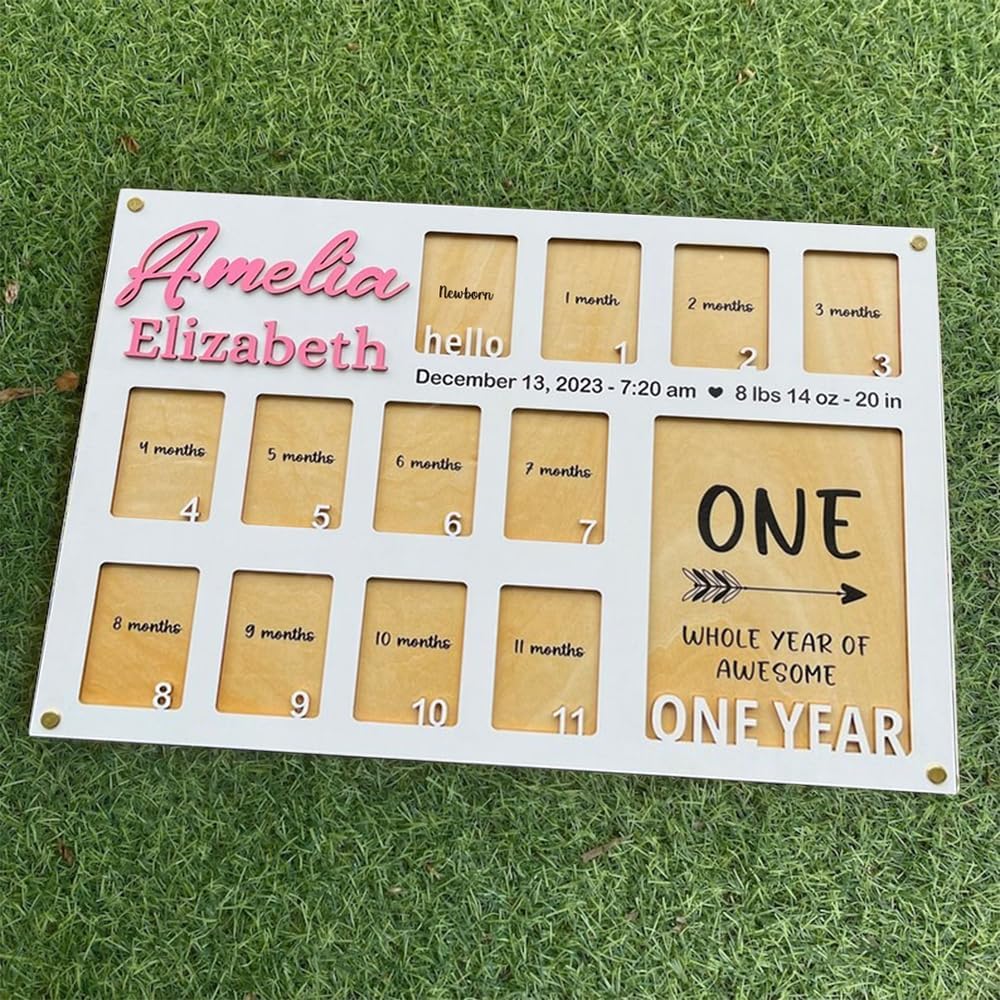 Amelia
Elizabeth
Newborn
hello
1 month
1
2 months
2
3 months
3
December 13, 2023 - 7:20 am ♥ 8 lbs 14 oz - 20 in
4 months
4
5 months
5
6 months
6
7 months
7
8 months
8
9 months
9
10 months
10
11 months
11
ONE
WHOLE YEAR OF
AWESOME
ONE YEAR